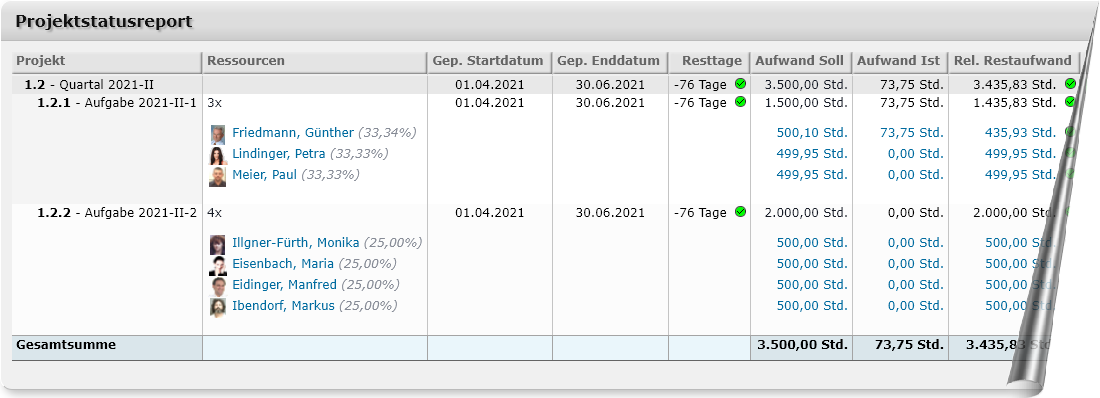 Projektstatusreport
Projekt Ressourcen Gep. Startdatum Gep. Enddatum Resttage Aufwand Soll Aufwand Ist Rel. Restaufwand
1.2 - Quartal 2021-II 01.04.2021 30.06.2021 -76 Tage 3.500,00 Std. 73,75 Std. 3.435,83 Std.
1.2.1 - Aufgabe 2021-II-1 3x 01.04.2021 30.06.2021 -76 Tage 1.500,00 Std. 73,75 Std. 1.435,83 Std.
Friedmann, Günther (33,34%) 500,10 Std. 73,75 Std. 435,93 Std.
Lindinger, Petra (33,33%) 499,95 Std. 0,00 Std. 499,95 Std.
Meier, Paul (33,33%) 499,95 Std. 0,00 Std. 499,95 Std.
1.2.2 - Aufgabe 2021-II-2 4x 01.04.2021 30.06.2021 -76 Tage 2.000,00 Std. 0,00 Std. 2.000,00 Std.
Illgner-Fürth, Monika (25,00%) 500,00 Std. 0,00 Std. 500,00 Std.
Eisenbach, Maria (25,00%) 500,00 Std. 0,00 Std. 500,00 Std.
Eidinger, Manfred (25,00%) 500,00 Std. 0,00 Std. 500,00 Std.
Ibendorf, Markus (25,00%) 500,00 Std. 0,00 Std. 500,00 Std.
Gesamtsumme 3.500,00 Std. 73,75 Std. 3.435,83 Std.